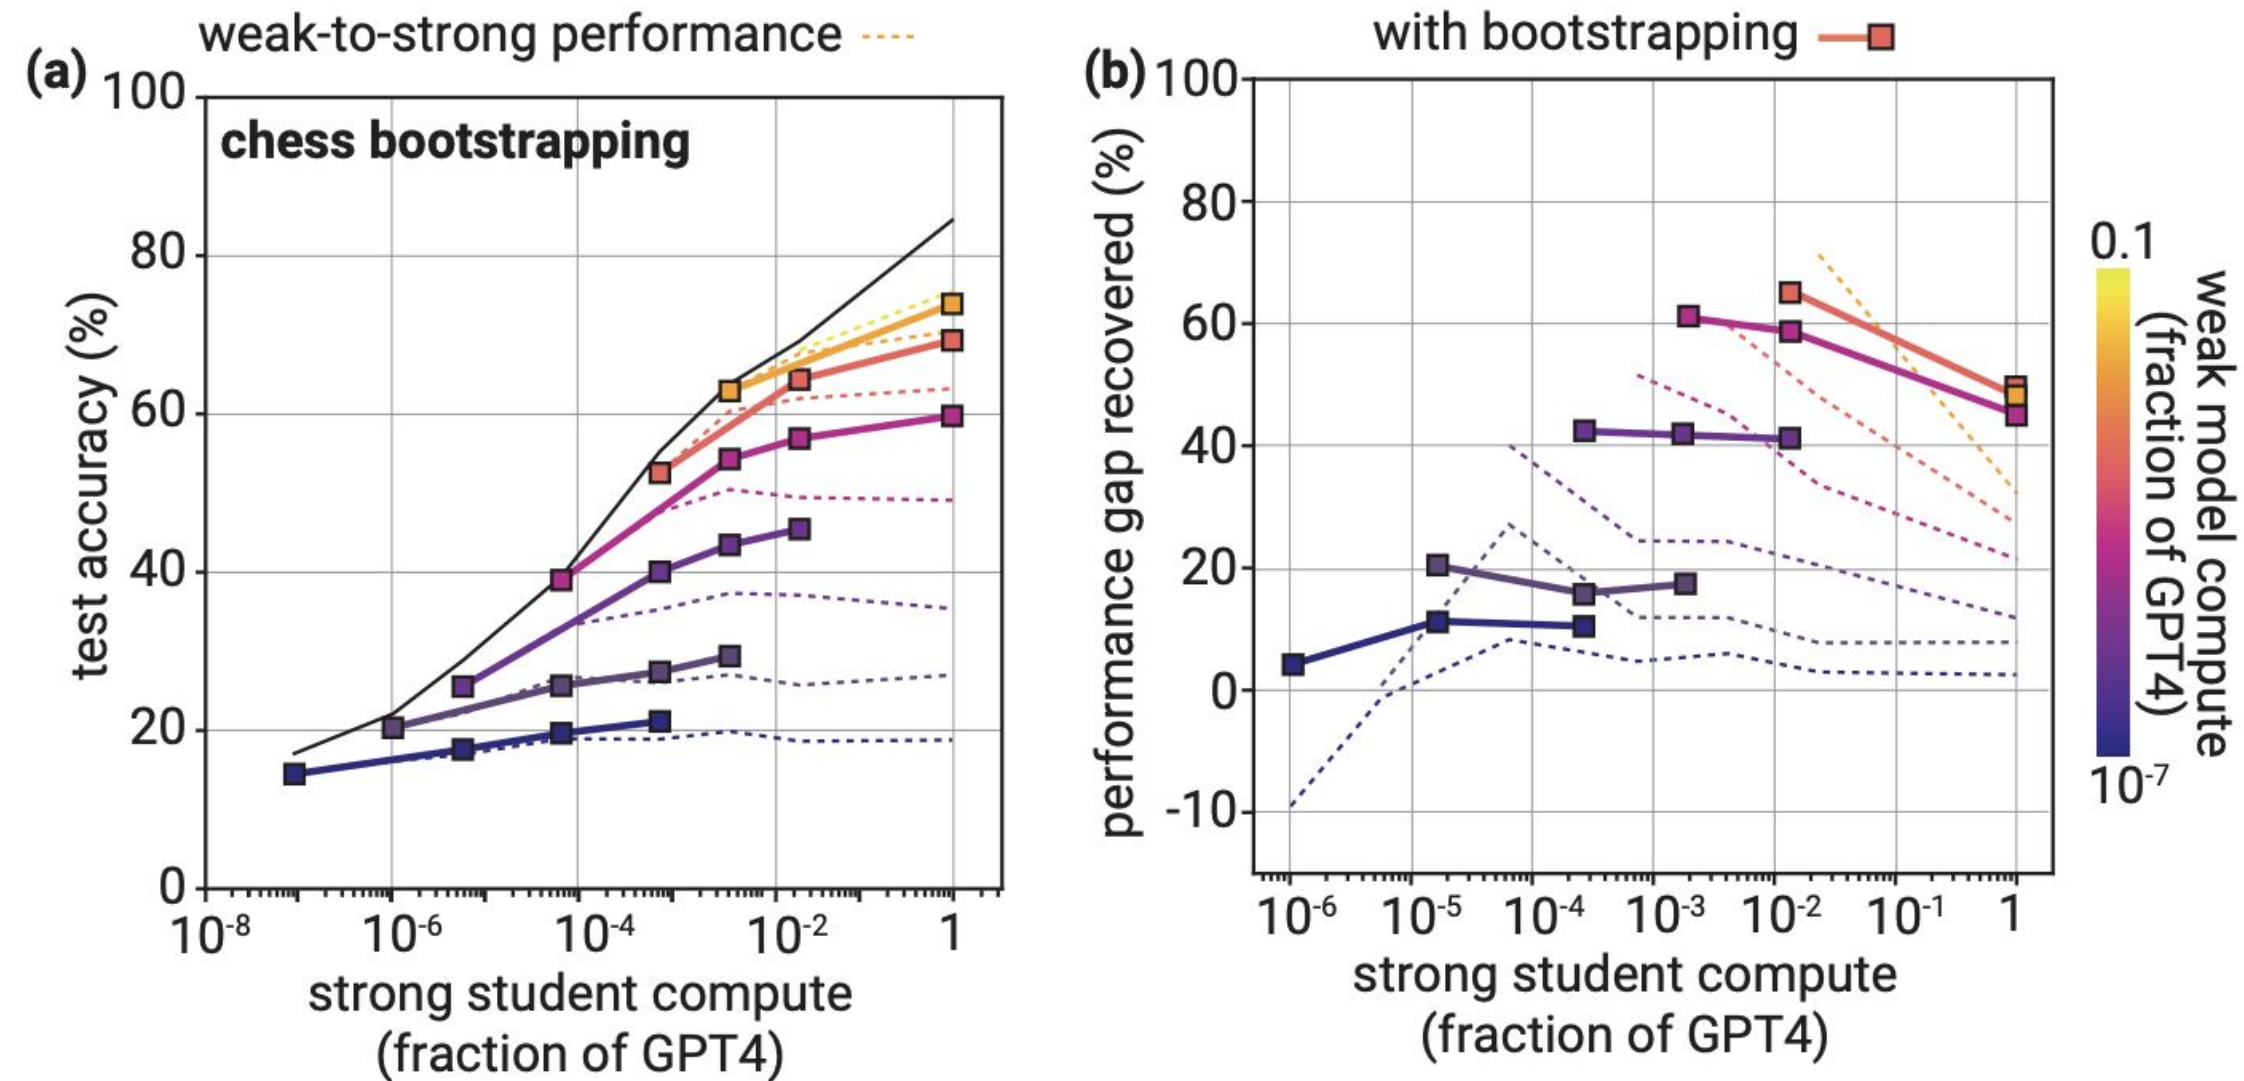 weak-to-strong performance
with bootstrapping
(a)
100
80
60
40
20
0
test accuracy (%)
chess bootstrapping
10⁻⁸
10⁻⁶
10⁻⁴
10⁻²
1
strong student compute
(fraction of GPT4)
(b)
100
80
60
40
20
0
-10
performance gap recovered (%)
10⁻⁶
10⁻⁵
10⁻⁴
10⁻³
10⁻²
10⁻¹
1
strong student compute
(fraction of GPT4)
0.1
10⁻⁷
weak model compute
(fraction of GPT4)